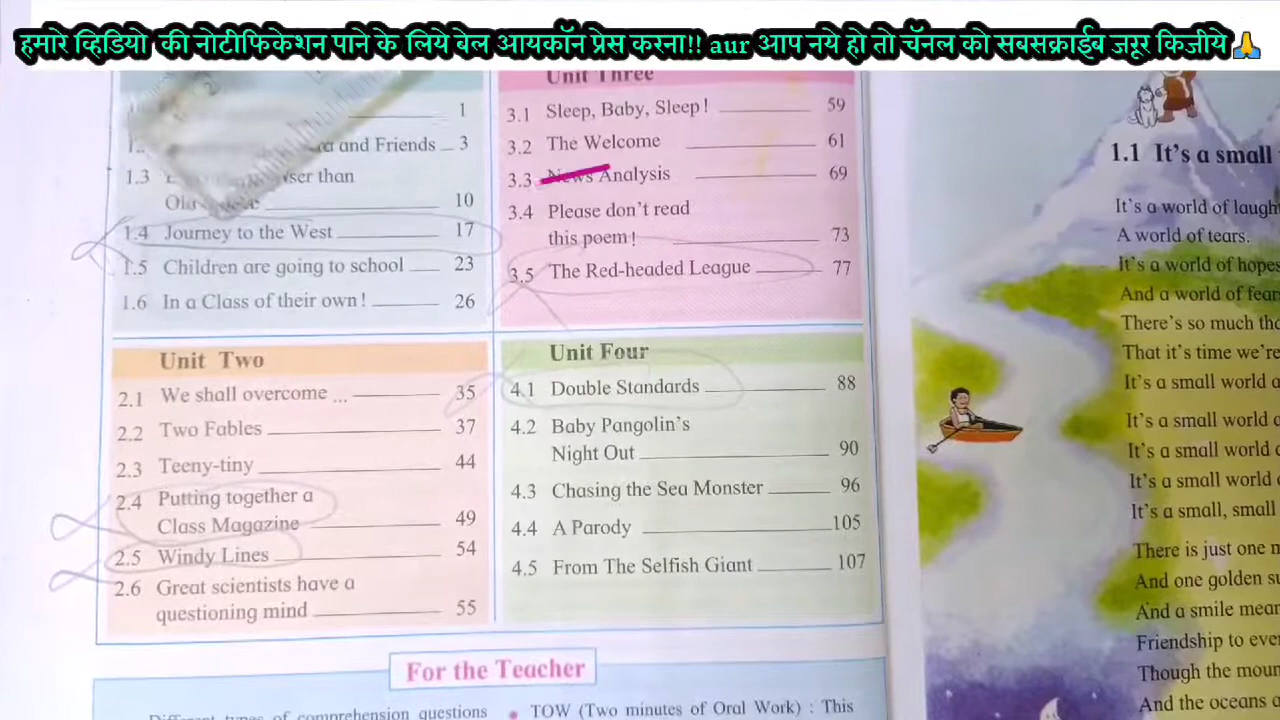 हमारे व्हिडियो की नोटीफिकेशन पाने के लिये बेल आयकॉन प्रेस करना!! aur आप नये हो तो चॅनल को सबसक्राईब जरूर किजीये🙏
1
and Friends 3
1.3 than
10
1.4 Journey to the West 17
1.5 Children are going to school 23
1.6 In a Class of their own ! 26
Unit Three
3.1 Sleep, Baby, Sleep ! 59
3.2 The Welcome 61
3.3 News Analysis 69
3.4 Please don't read
this poem ! 73
3.5 The Red-headed League 77
Unit Two
2.1 We shall overcome ... 35
2.2 Two Fables 37
2.3 Teeny-tiny 44
2.4 Putting together a
Class Magazine 49
2.5 Windy Lines 54
2.6 Great scientists have a
questioning mind 55
Unit Four
4.1 Double Standards 88
4.2 Baby Pangolin's
Night Out 90
4.3 Chasing the Sea Monster 96
4.4 A Parody 105
4.5 From The Selfish Giant 107
For the Teacher
Different types of comprehension questions
• TOW (Two minutes of Oral Work) : This
1.1 It's a small
It's a world of laugh
A world of tears.
It's a world of hopes
And a world of fear
There's so much tha
That it's time we're
It's a small world a
It's a small world
It's a small world
It's a small world
It's a small, small
There is just one m
And one golden su
And a smile mean
Friendship to eve
Though the moun
And the oceans